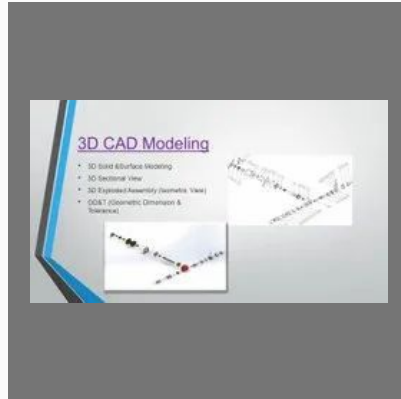 3D CAD Modeling
3D Solid &Surface Modeling
3D Sectional View
3D Exploded Assembly (Isometric View)
GD&T (Geometric Dimension &
Tolerance)